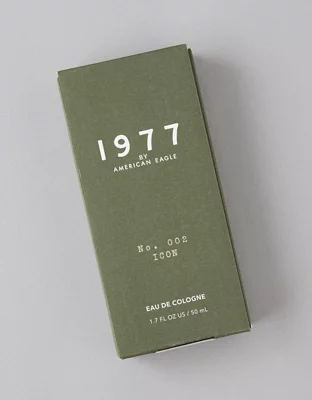 1977
BY
AMERICAN EAGLE
No. 002
ICON
EAU DE COLOGNE
1.7 FL OZ US / 50 mL